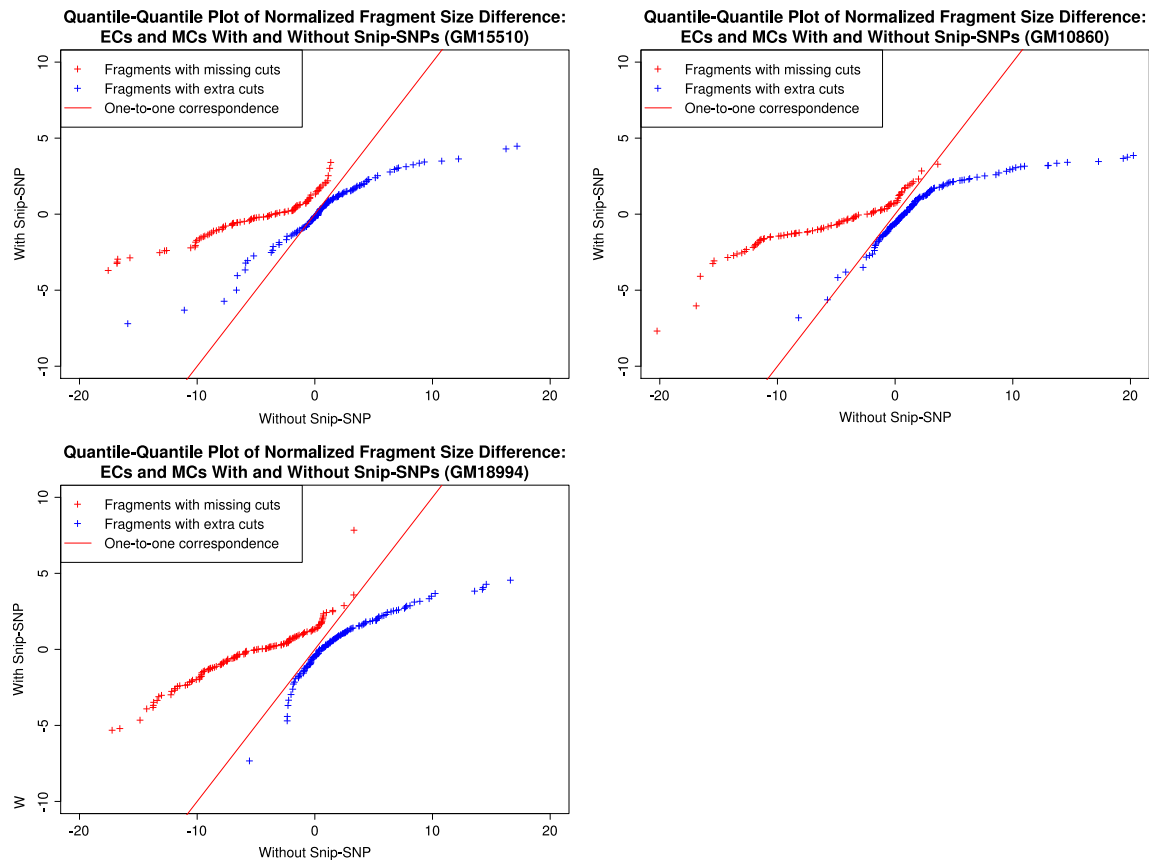 Quantile-Quantile Plot of Normalized Fragment Size Difference:
ECs and MCs With and Without Snip-SNPs (GM15510)
Fragments with missing cuts
Fragments with extra cuts
One-to-one correspondence
With Snip-SNP
10
5
0
-5
-10
-20
-10
0
10
20
Without Snip-SNP
Quantile-Quantile Plot of Normalized Fragment Size Difference:
ECs and MCs With and Without Snip-SNPs (GM10860)
Fragments with missing cuts
Fragments with extra cuts
One-to-one correspondence
With Snip-SNP
10
5
0
-5
-10
-20
-10
0
10
20
Without Snip-SNP
Quantile-Quantile Plot of Normalized Fragment Size Difference:
ECs and MCs With and Without Snip-SNPs (GM18994)
Fragments with missing cuts
Fragments with extra cuts
One-to-one correspondence
With Snip-SNP
W
10
5
0
-5
-10
-20
-10
0
10
20
Without Snip-SNP